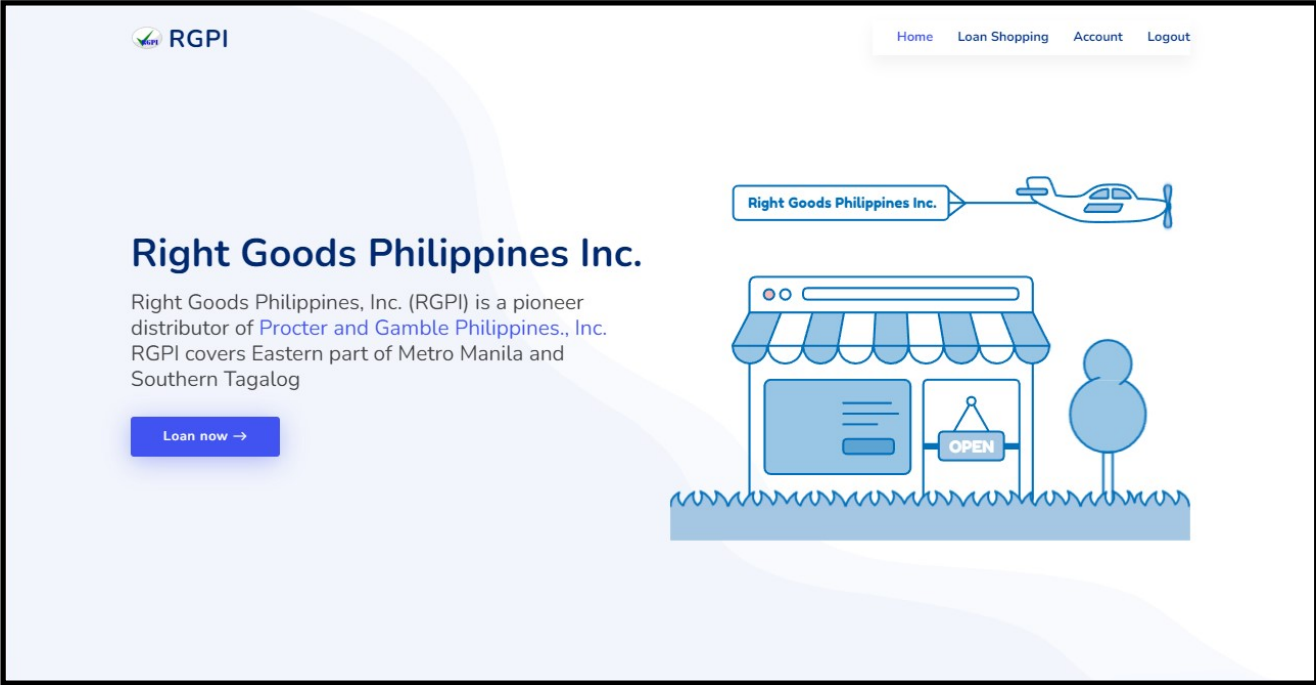 RGPI RGPI
Home Loan Shopping Account Logout
Right Goods Philippines Inc.
Right Goods Philippines Inc.
Right Goods Philippines, Inc. (RGPI) is a pioneer
distributor of Procter and Gamble Philippines., Inc.
RGPI covers Eastern part of Metro Manila and
Southern Tagalog
Loan now →
OPEN